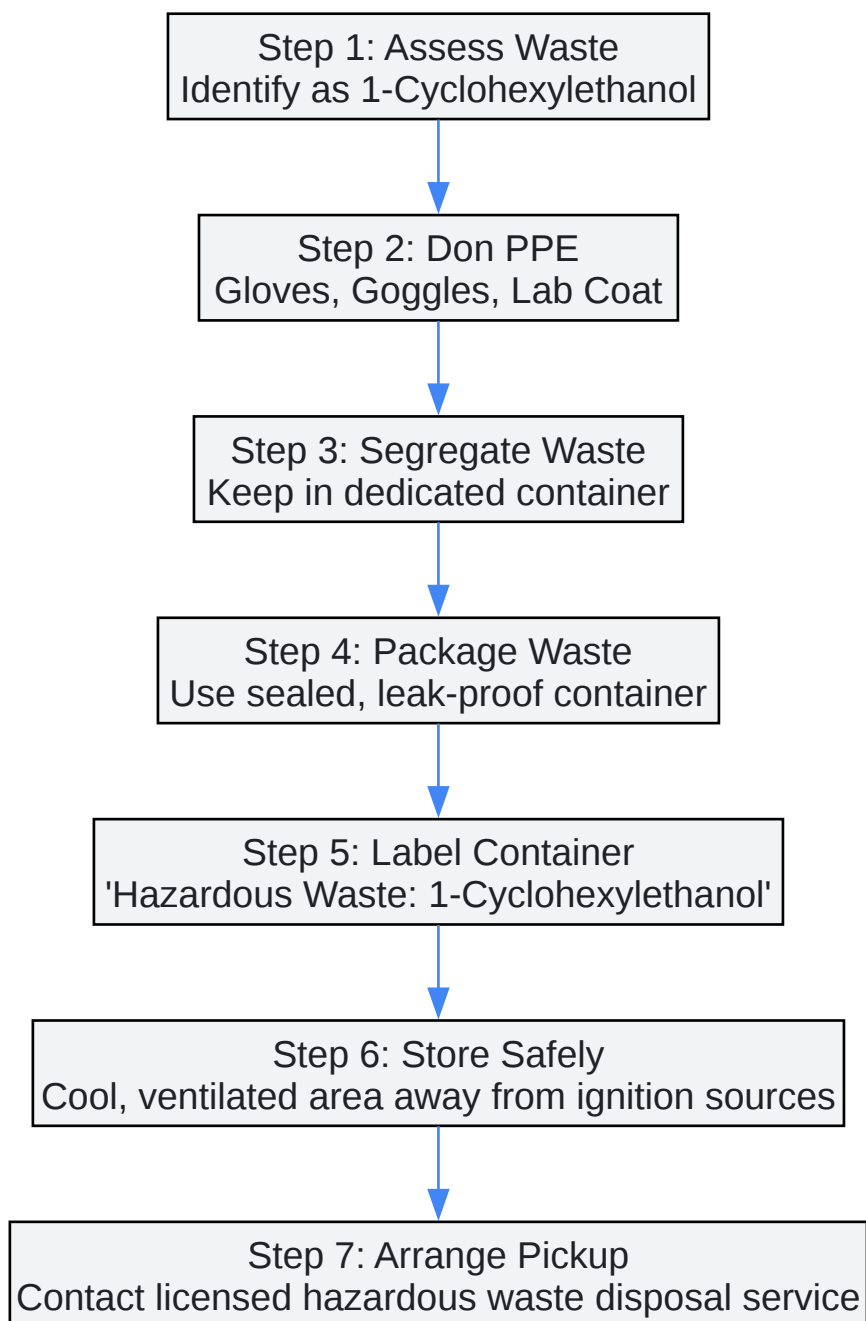 Step 1: Assess Waste
Identify as 1-Cyclohexylethanol
Step 2: Don PPE
Gloves, Goggles, Lab Coat
Step 3: Segregate Waste
Keep in dedicated container
Step 4: Package Waste
Use sealed, leak-proof container
Step 5: Label Container
'Hazardous Waste: 1-Cyclohexylethanol'
Step 6: Store Safely
Cool, ventilated area away from ignition sources
Step 7: Arrange Pickup
Contact licensed hazardous waste disposal service